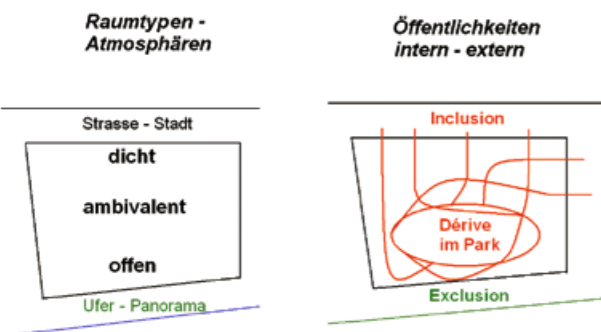 Raumtypen -
Atmosphären
Strasse - Stadt
dicht
ambivalent
offen
Ufer - Panorama
Öffentlichkeiten
intern - extern
Inclusion
Dérive
im Park
Exclusion